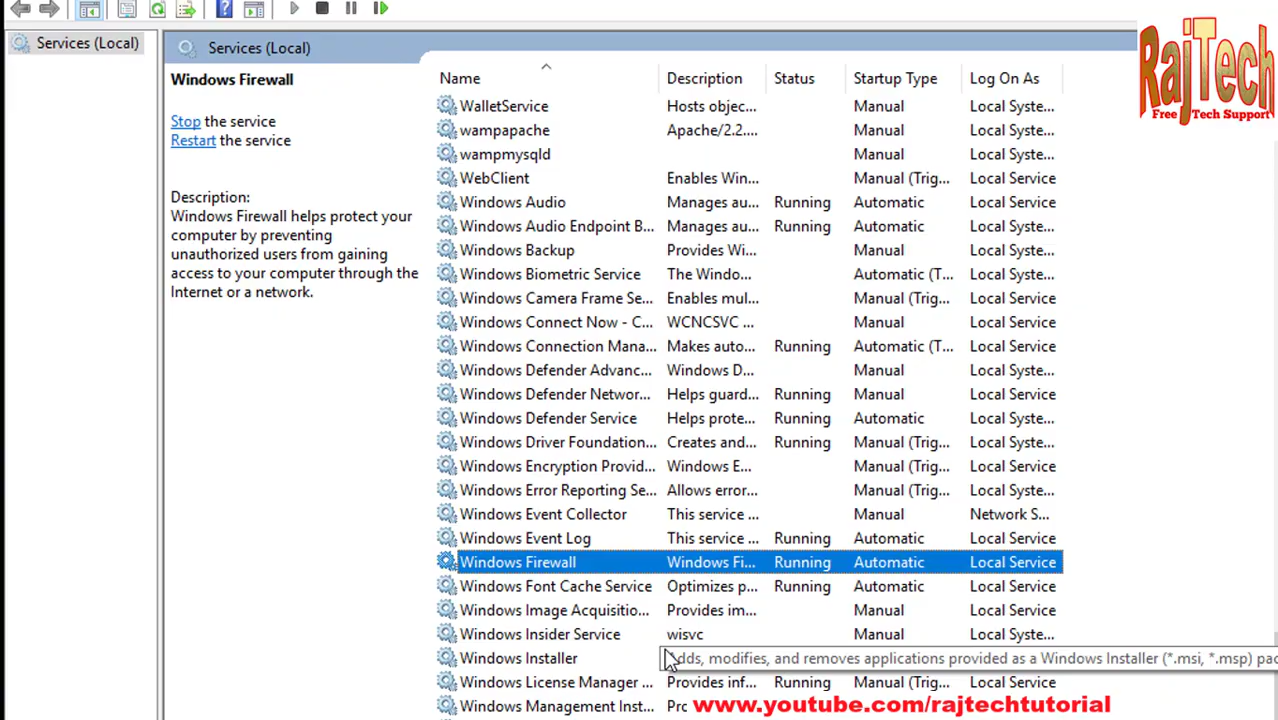 RajTech
Free Tech Support
Services (Local)
Services (Local)
Windows Firewall
Stop the service
Restart the service
Description:
Windows Firewall helps protect your
computer by preventing
unauthorized users from gaining
access to your computer through the
Internet or a network.
Name Description Status Startup Type Log On As
WalletService Hosts objec... Manual Local Syste...
wampapache Apache/2.2.... Manual Local Syste...
wampmysqld Manual Local Syste...
WebClient Enables Win... Manual (Trig... Local Service
Windows Audio Manages au... Running Automatic Local Service
Windows Audio Endpoint B... Manages au... Running Automatic Local Syste...
Windows Backup Provides Wi... Manual Local Syste...
Windows Biometric Service The Windo... Automatic (T... Local Syste...
Windows Camera Frame Se... Enables mul... Manual (Trig... Local Service
Windows Connect Now - C... WCNCSVC ... Manual Local Service
Windows Connection Mana... Makes auto... Running Automatic (T... Local Service
Windows Defender Advanc... Windows D... Manual Local Syste...
Windows Defender Networ... Helps guard... Running Manual Local Service
Windows Defender Service Helps prote... Running Automatic Local Syste...
Windows Driver Foundation... Creates and... Running Manual (Trig... Local Syste...
Windows Encryption Provid... Windows E... Manual (Trig... Local Service
Windows Error Reporting Se... Allows error... Manual (Trig... Local Syste...
Windows Event Collector This service ... Manual Network S...
Windows Event Log This service ... Running Automatic Local Service
Windows Firewall Windows Fi... Running Automatic Local Service
Windows Font Cache Service Optimizes p... Running Automatic Local Service
Windows Image Acquisitio... Provides im... Manual Local Service
Windows Insider Service wisvc Manual Local Syste...
Windows Installer Adds, modifies, and removes applications provided as a Windows Installer (*.msi, *.msp) pac
Windows License Manager ... Provides inf... Running Manual (Trig... Local Service
Windows Management Inst...
www.youtube.com/rajtechtutorial